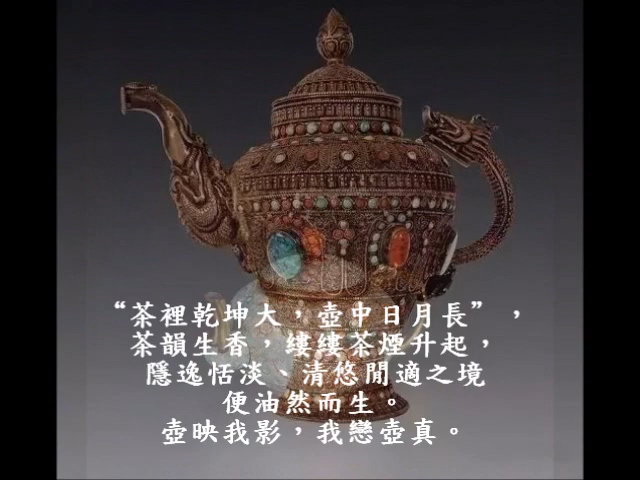 “茶裡乾坤大，壺中日月長”，
茶韻生香，縷縷茶煙升起，
隱逸恬淡、清悠閒適之境
便油然而生。
壺映我影，我戀壺真。